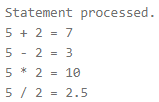 Statement processed.
5 + 2 = 7
5 - 2 = 3
5 * 2 = 10
5 / 2 = 2.5